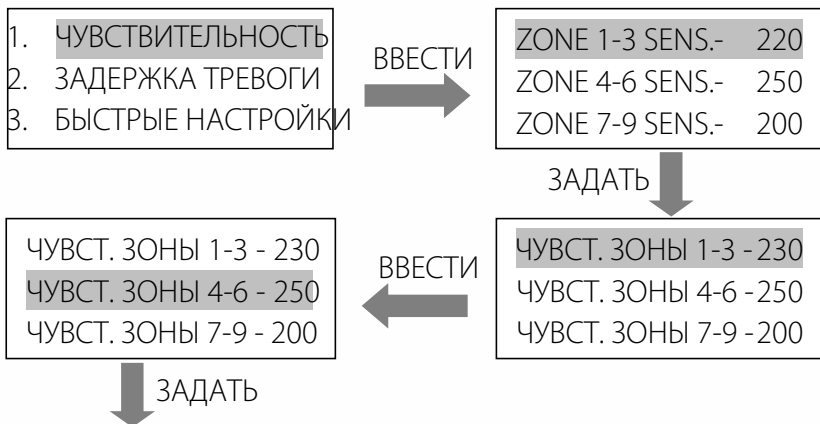 1. ЧУВСТВИТЕЛЬНОСТЬ
2. ЗАДЕРЖКА ТРЕВОГИ
3. БЫСТРЫЕ НАСТРОЙКИ
ВВЕСТИ
ZONE 1-3 SENS.- 220
ZONE 4-6 SENS.- 250
ZONE 7-9 SENS.- 200
ЗАДАТЬ
ЧУВСТ. ЗОНЫ 1-3 - 230
ЧУВСТ. ЗОНЫ 4-6 - 250
ЧУВСТ. ЗОНЫ 7-9 - 200
ВВЕСТИ
ЧУВСТ. ЗОНЫ 1-3 - 230
ЧУВСТ. ЗОНЫ 4-6 - 250
ЧУВСТ. ЗОНЫ 7-9 - 200
ЗАДАТЬ